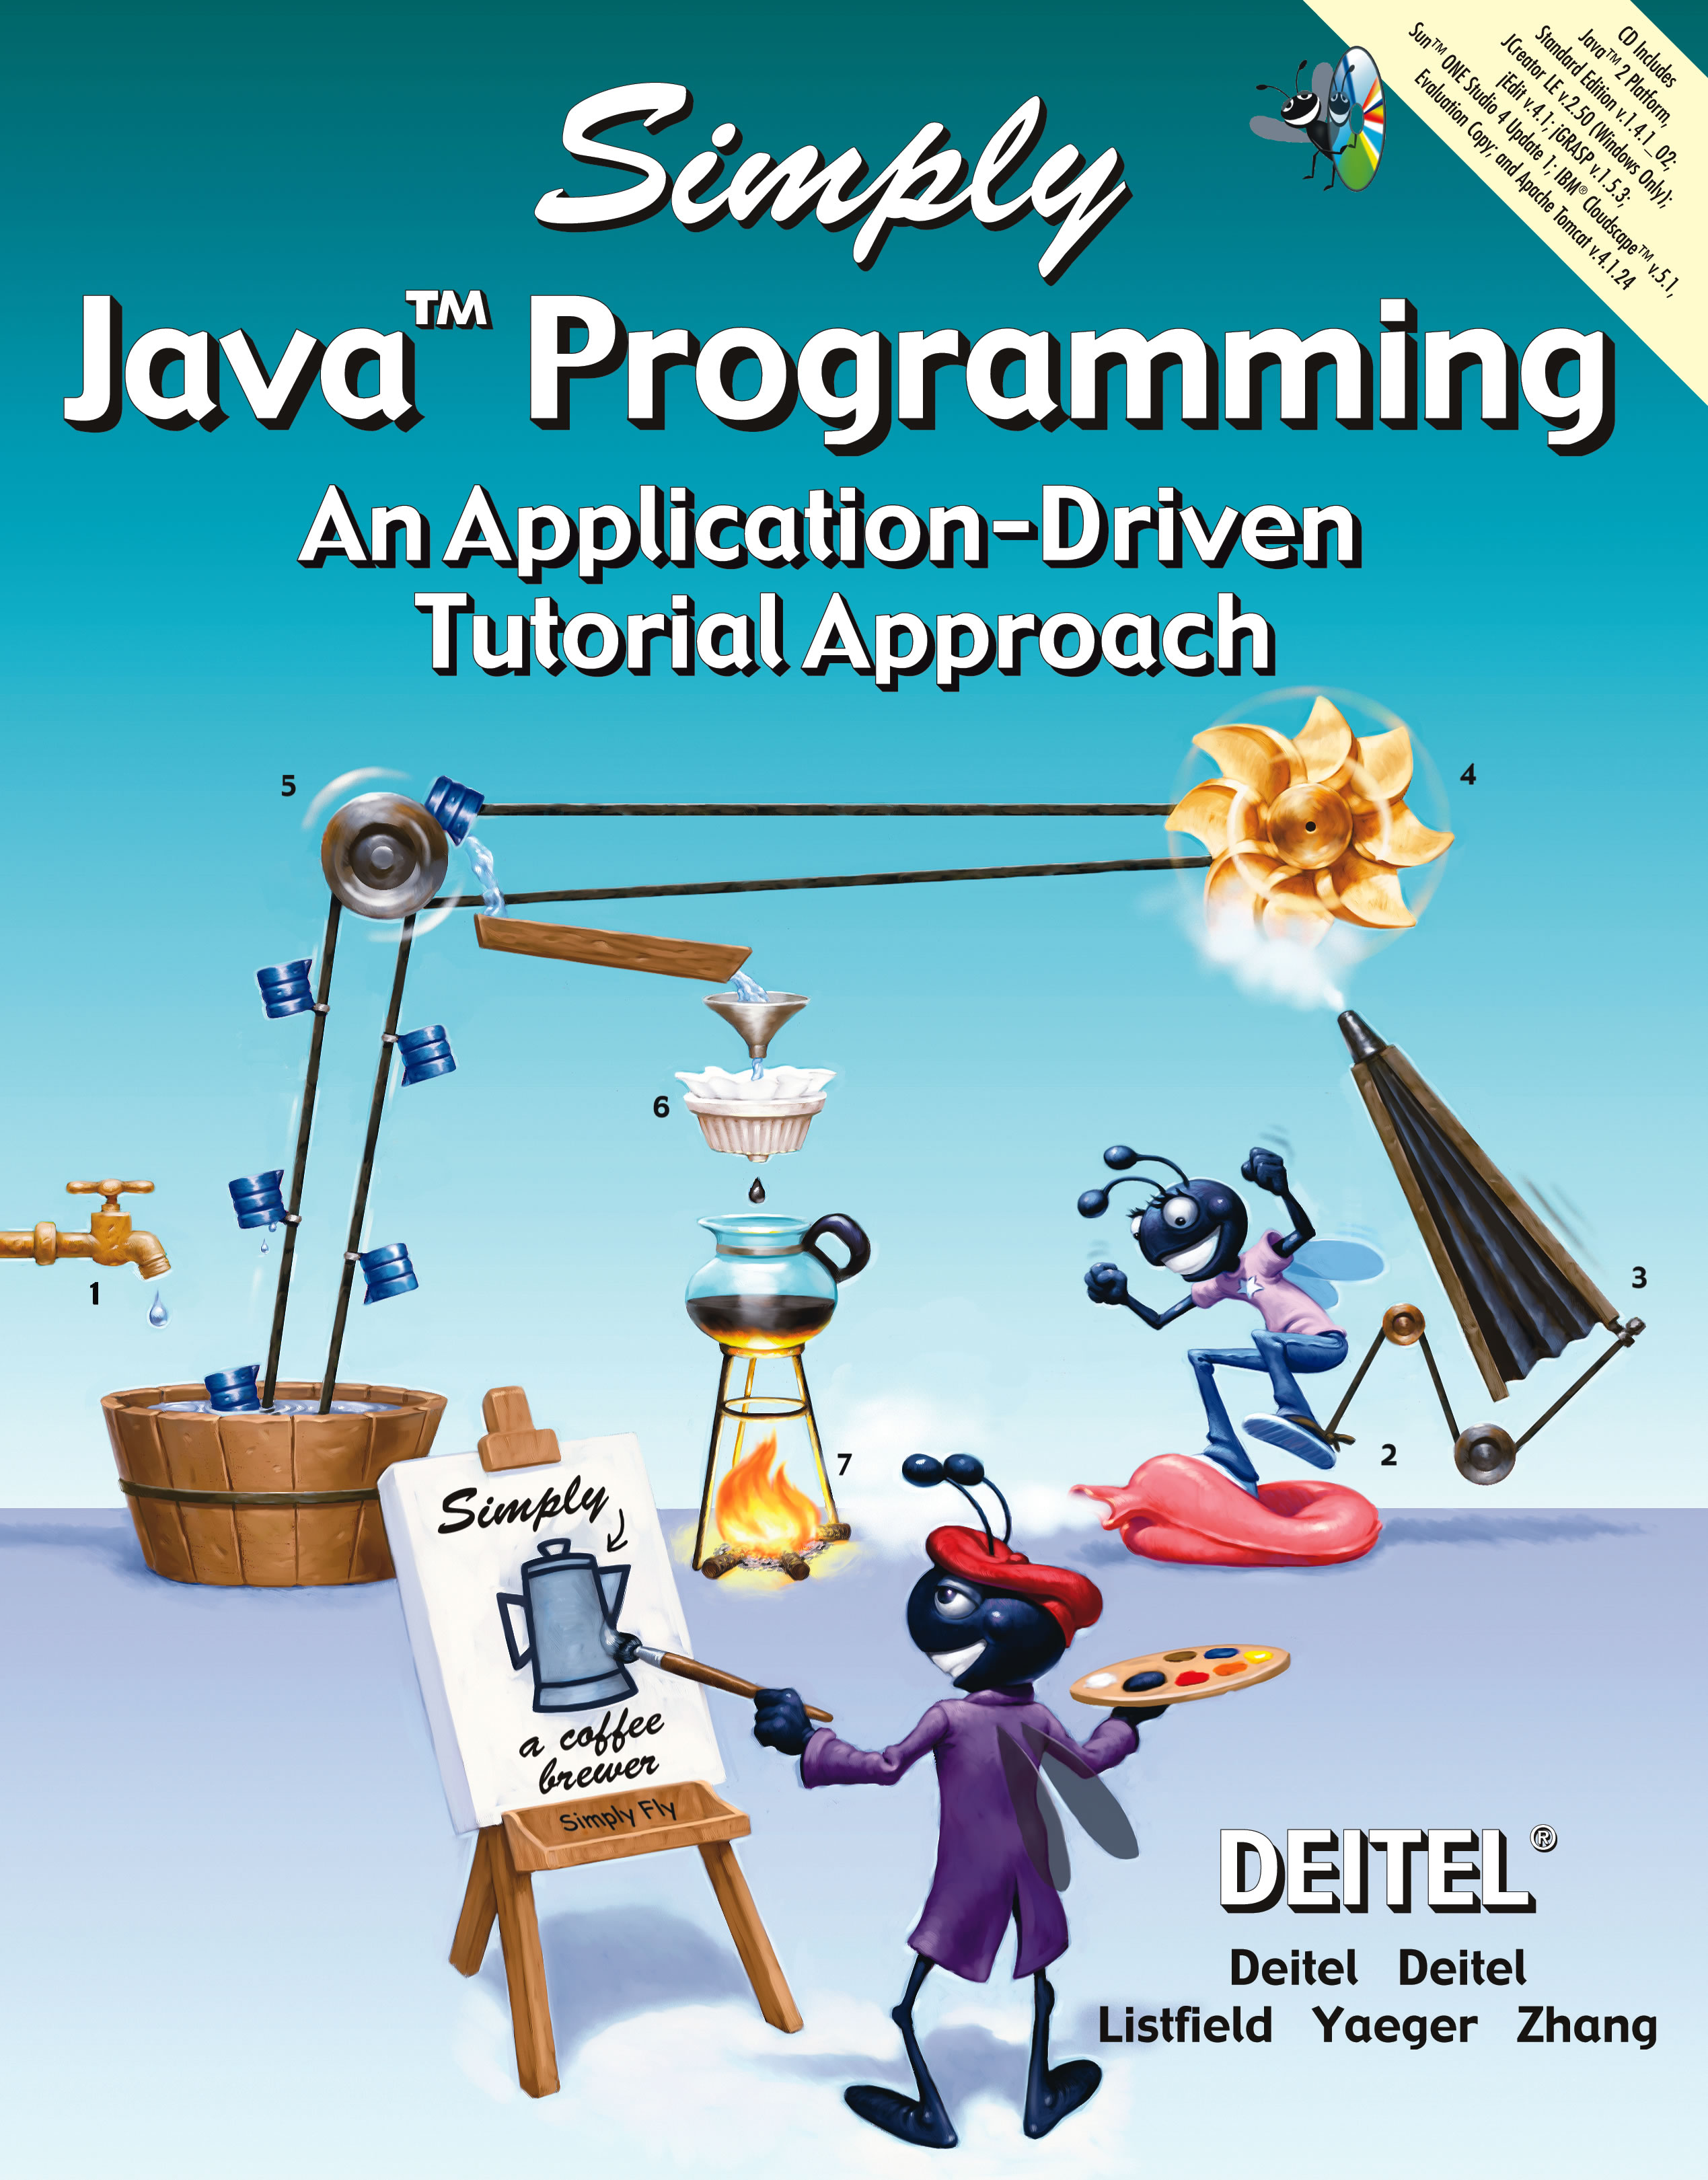 Simply
Java™ Programming
An Application-Driven
Tutorial Approach
CD Includes
Java™ 2 Platform,
Standard Edition v.1.4.1_02;
JCreator LE v.2.50 (Windows Only);
jEdit v.4.1; jGRASP v.1.5.3;
Sun™ ONE Studio 4 Update 1; IBM® Cloudscape™ v.5.1,
Evaluation Copy; and Apache Tomcat v.4.1.24
5
4
6
1
3
2
7
Simply
a coffee
brewer
Simply Fly
DEITEL®
Deitel Deitel
Listfield Yaeger Zhang